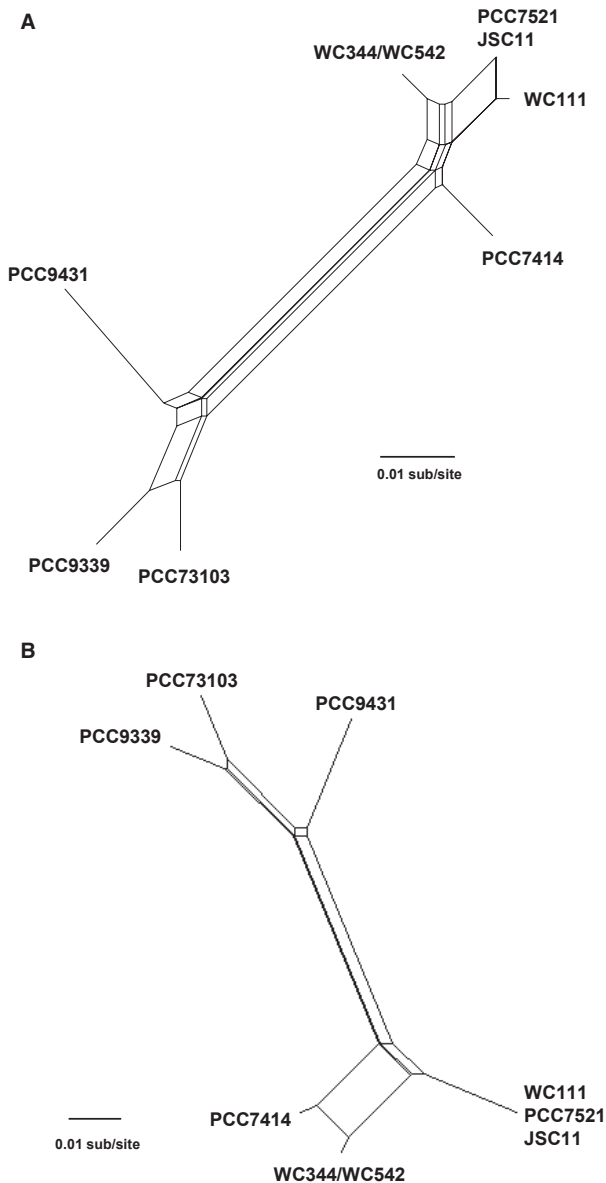 A
PCC7521
JSC11
WC344/WC542
WC111
PCC7414
PCC9431
0.01 sub/site
PCC9339
PCC73103
B
PCC73103
PCC9431
PCC9339
WC111
PCC7521
JSC11
PCC7414
0.01 sub/site
WC344/WC542